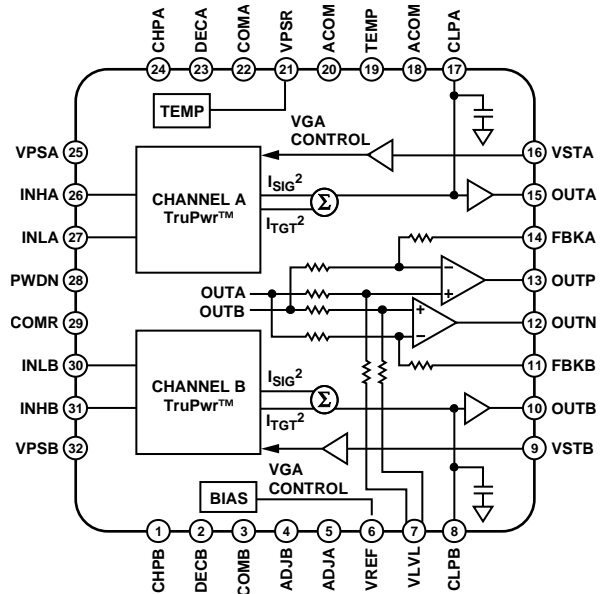 CHPA
DECA
COMA
VPSR
ACOM
TEMP
ACOM
CLPA
24
23
22
21
20
19
18
17
TEMP
VGA
CONTROL
VPSA 25
16 VSTA
INHA 26
CHANNEL A
TruPwr™
I_SIG²
Σ
15 OUTA
INLA 27
I_TGT²
14 FBKA
PWDN 28
−
13 OUTP
OUTA
+
COMR 29
OUTB
+
12 OUTN
−
INLB 30
11 FBKB
CHANNEL B
TruPwr™
I_SIG²
Σ
INHB 31
I_TGT²
10 OUTB
VPSB 32
9 VSTB
VGA
CONTROL
BIAS
1
2
3
4
5
6
7
8
CHPB
DECB
COMB
ADJB
ADJA
VREF
VLVL
CLPB